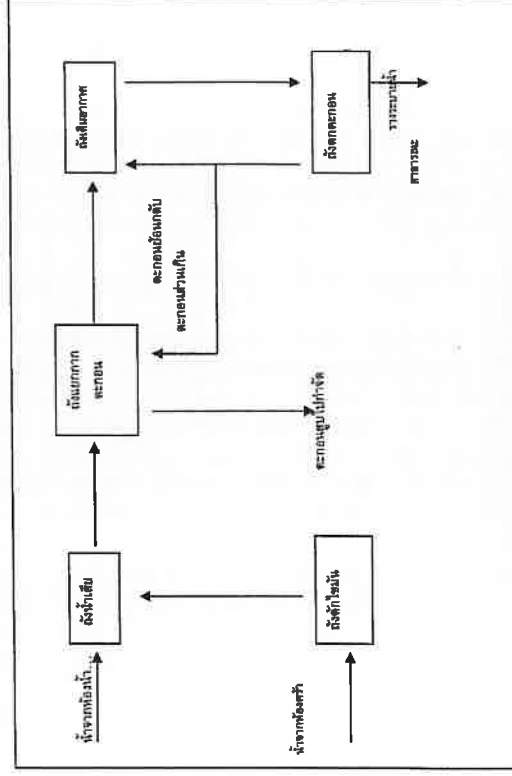 น้ำจากห้องน้ำ...
ถังน้ำเสีย
ถังแยกกาก
ตะกอน
ถังเติมอากาศ
ตะกอนย้อนกลับ
ตะกอนส่วนเกิน
น้ำจากห้องครัว
ถังดักไขมัน
ตะกอนสูบไปกำจัด
ถังตกตะกอน
รางระบายน้ำ
สาธารณะ